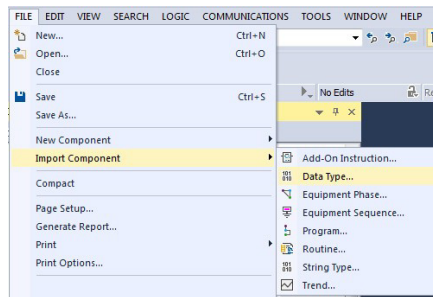 FILE EDIT VIEW SEARCH LOGIC COMMUNICATIONS TOOLS WINDOW HELP
New... Ctrl+N
Open... Ctrl+O
Close
No Edits
Save Ctrl+S
Save As...
New Component
Import Component
Add-On Instruction...
Compact
Data Type...
Equipment Phase...
Page Setup...
Equipment Sequence...
Generate Report...
Program...
Print
Routine...
Print Options...
String Type...
Trend...